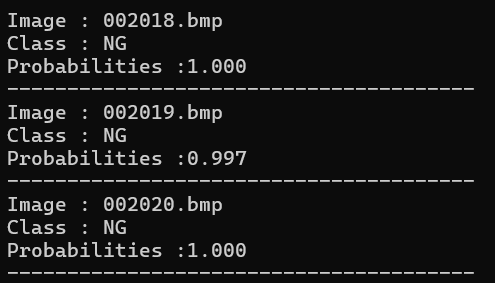 Image : 002018.bmp
Class : NG
Probabilities :1.000
---------------------------------------
Image : 002019.bmp
Class : NG
Probabilities :0.997
---------------------------------------
Image : 002020.bmp
Class : NG
Probabilities :1.000
---------------------------------------